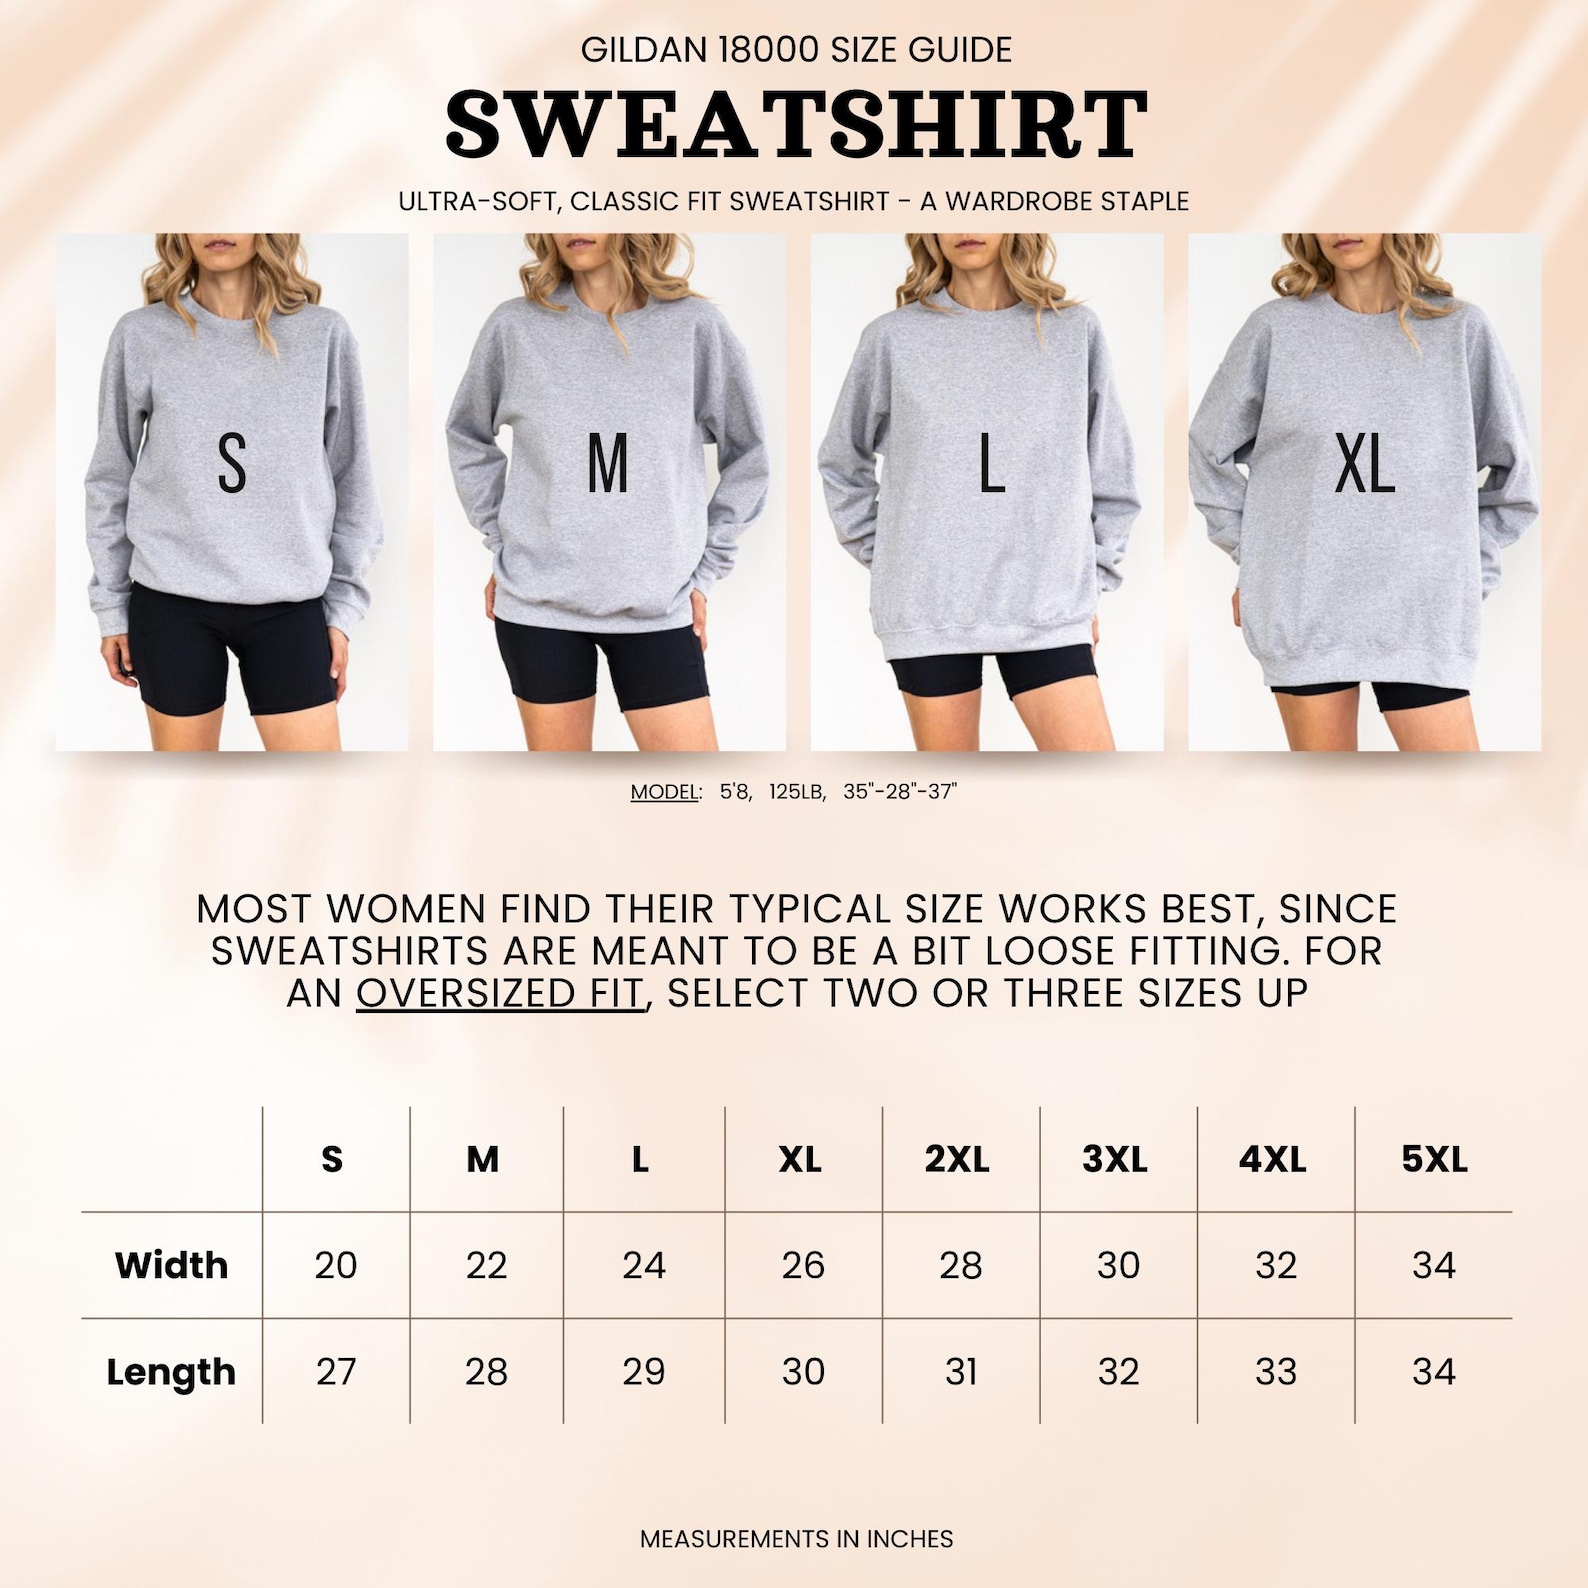 GILDAN 18000 SIZE GUIDE
SWEATSHIRT
ULTRA-SOFT, CLASSIC FIT SWEATSHIRT - A WARDROBE STAPLE
S M L XL
MODEL: 5'8, 125LB, 35"-28"-37"
MOST WOMEN FIND THEIR TYPICAL SIZE WORKS BEST, SINCE
SWEATSHIRTS ARE MEANT TO BE A BIT LOOSE FITTING. FOR
AN OVERSIZED FIT, SELECT TWO OR THREE SIZES UP
S M L XL 2XL 3XL 4XL 5XL
Width 20 22 24 26 28 30 32 34
Length 27 28 29 30 31 32 33 34
MEASUREMENTS IN INCHES